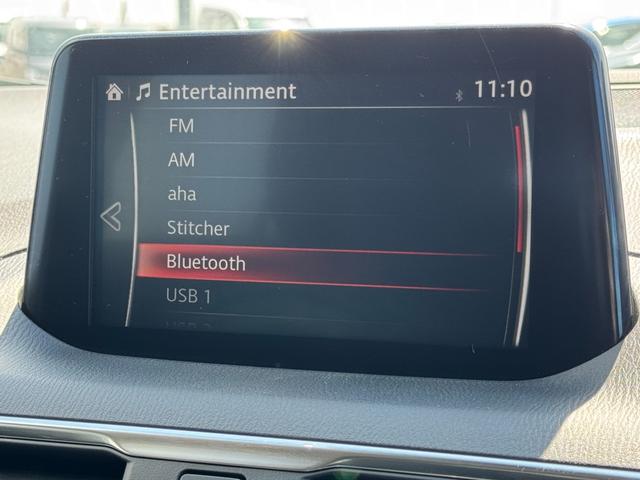 Entertainment 11:10
FM
AM
aha
Stitcher
Bluetooth
USB 1